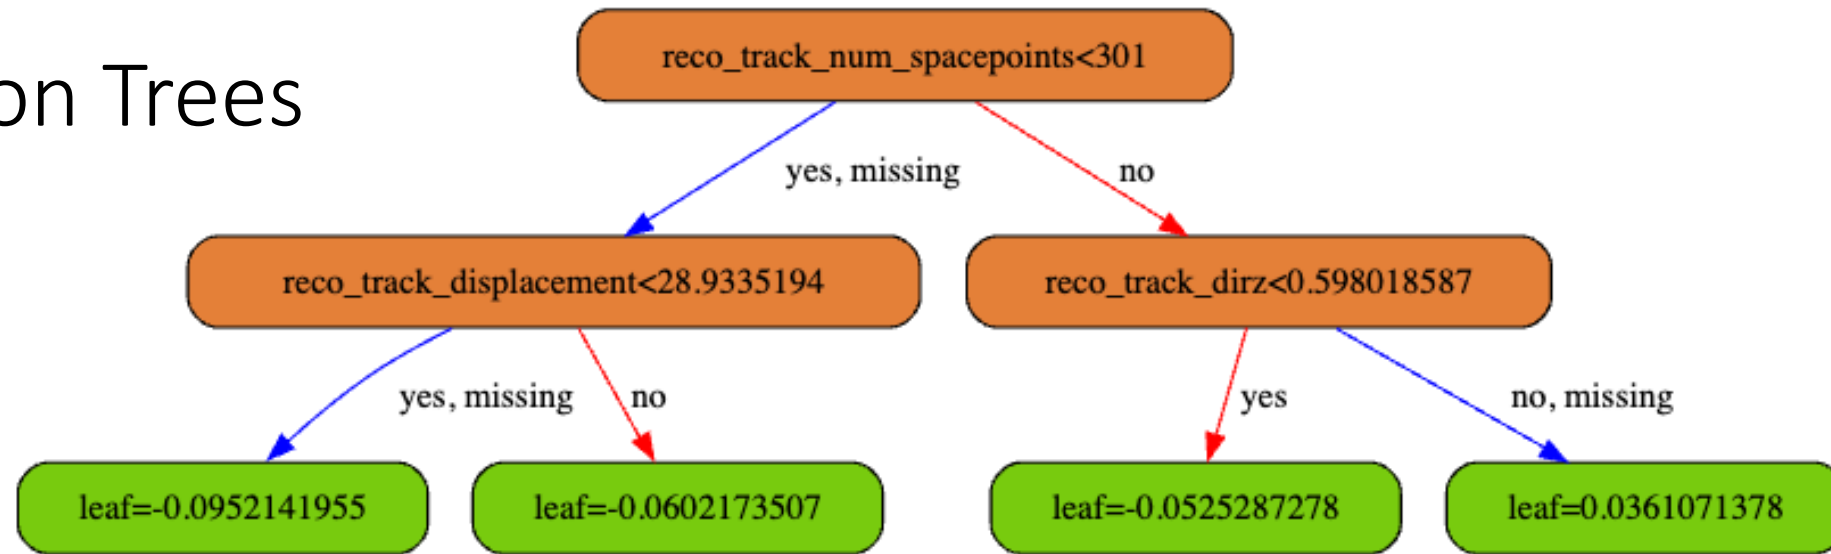 on Trees
reco_track_num_spacepoints<301
yes, missing
no
reco_track_displacement<28.9335194
reco_track_dirz<0.598018587
yes, missing
no
yes
no, missing
leaf=-0.0952141955
leaf=-0.0602173507
leaf=-0.0525287278
leaf=0.0361071378